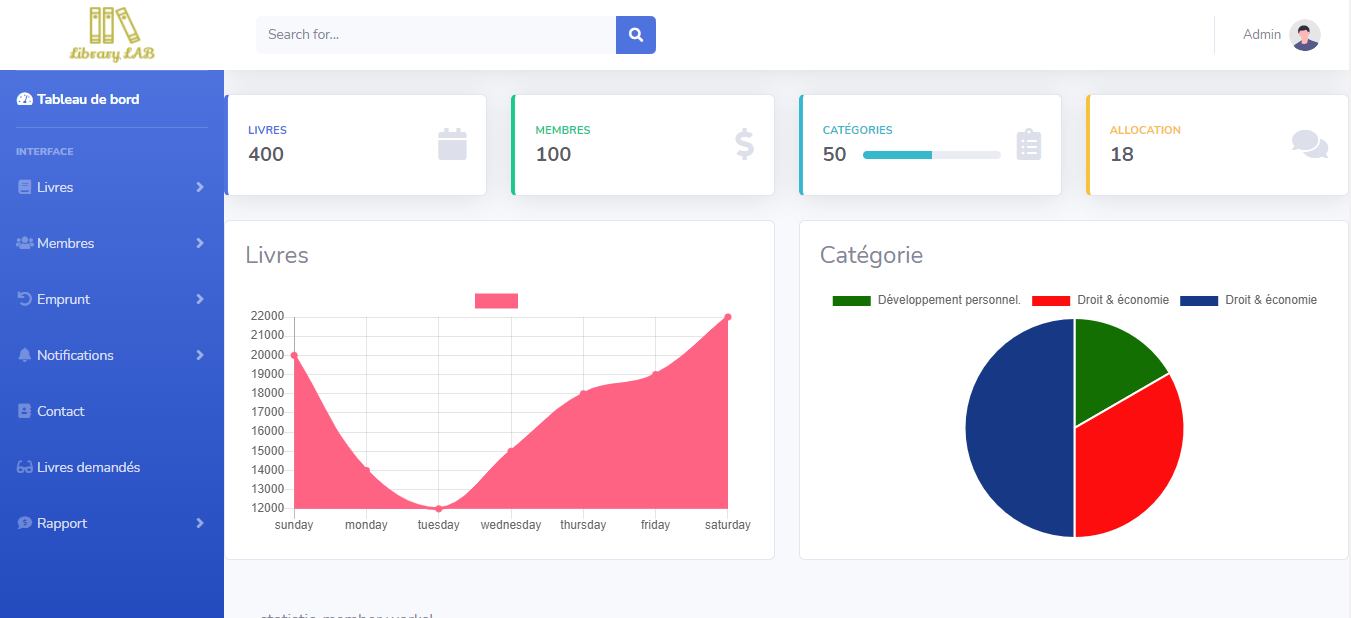 Library LAB
Search for...
Admin
Tableau de bord
INTERFACE
Livres
Membres
Emprunt
Notifications
Contact
Livres demandés
Rapport
LIVRES
400
MEMBRES
100
CATÉGORIES
50
ALLOCATION
18
Livres
22000
21000
20000
19000
18000
17000
16000
15000
14000
13000
12000
sunday monday tuesday wednesday thursday friday saturday
Catégorie
Développement personnel. Droit & économie Droit & économie